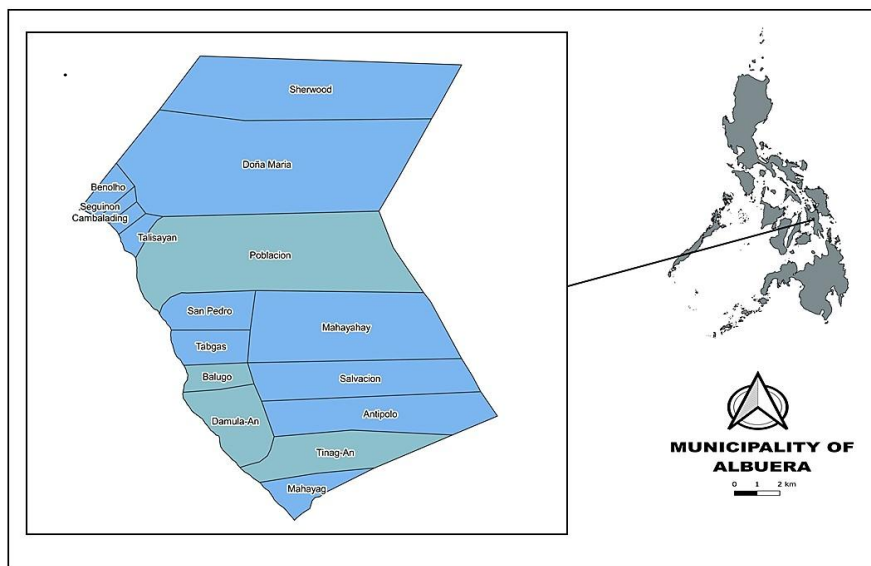 Sherwood
Doña Maria
Benolho
Seguinon
Cambalading
Talisayan
Poblacion
San Pedro
Mahayahay
Tabgas
Balugo
Salvacion
Damula-An
Antipolo
Tinag-An
Mahayag
MUNICIPALITY OF
ALBUERA
0 1 2 km